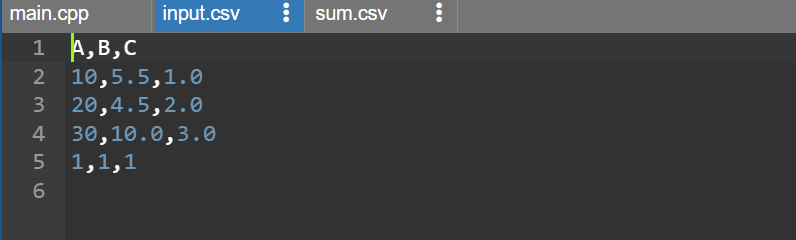 main.cpp input.csv sum.csv
1 A,B,C
2 10,5.5,1.0
3 20,4.5,2.0
4 30,10.0,3.0
5 1,1,1
6